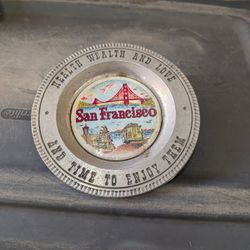 HEALTH WEALTH AND LOVE
San Francisco
AND TIME TO ENJOY THEM